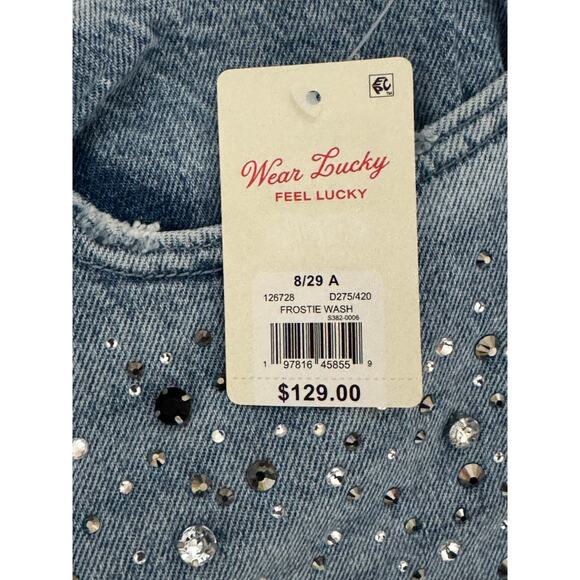 EPC
Wear Lucky
FEEL LUCKY
8/29 A
126728 D275/420
FROSTIE WASH
S382-0006
1 97816 45855 9
$129.00